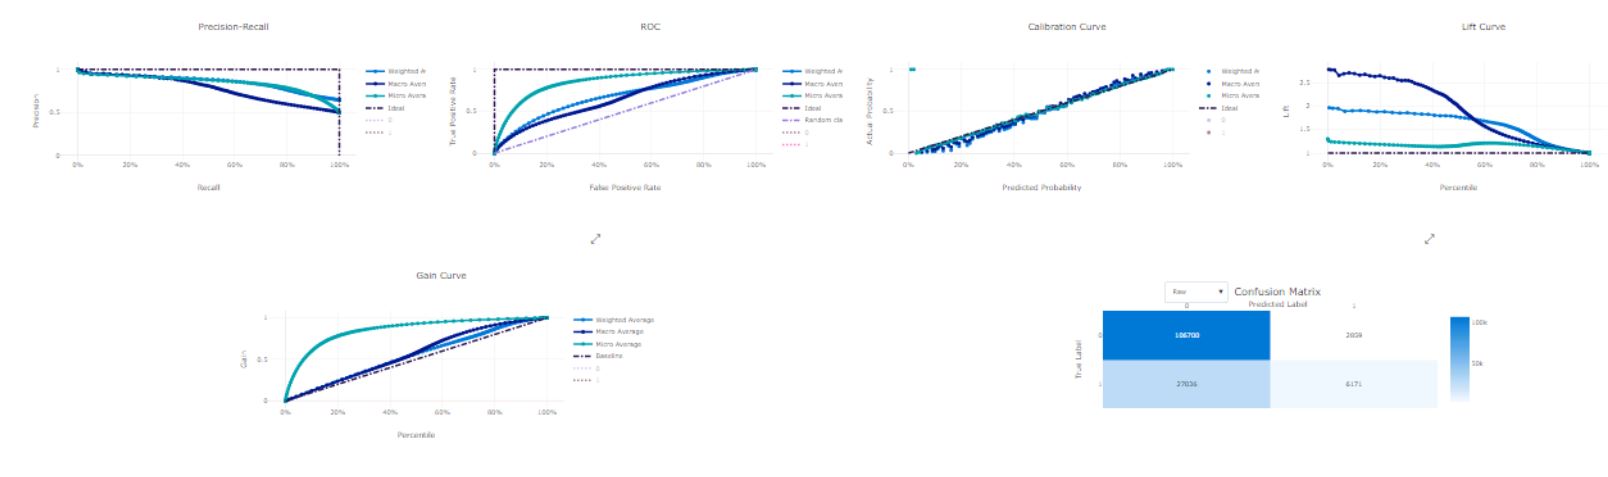 Precision-Recall
1
0.5
0
Precision
0%
20%
40%
60%
80%
100%
Recall
Weighted A
Macro Avera
Micro Avera
Ideal
0
1
ROC
1
0.5
0
True Positive Rate
0%
20%
40%
60%
80%
100%
False Positive Rate
Weighted A
Macro Avera
Micro Avera
Ideal
Random cla
0
1
Calibration Curve
1
0.5
0
Actual Probability
0%
20%
40%
60%
80%
100%
Predicted Probability
Weighted A
Macro Avera
Micro Avera
Ideal
0
1
Lift Curve
2.5
2
1.5
1
Lift
0%
20%
40%
60%
80%
100%
Percentile
Gain Curve
1
0.5
0
Gain
0%
20%
40%
60%
80%
100%
Percentile
Weighted Average
Macro Average
Micro Average
Baseline
0
1
Raw
Confusion Matrix
Predicted Label
0
1
True Label
0
1
27036
6171
100k
50k